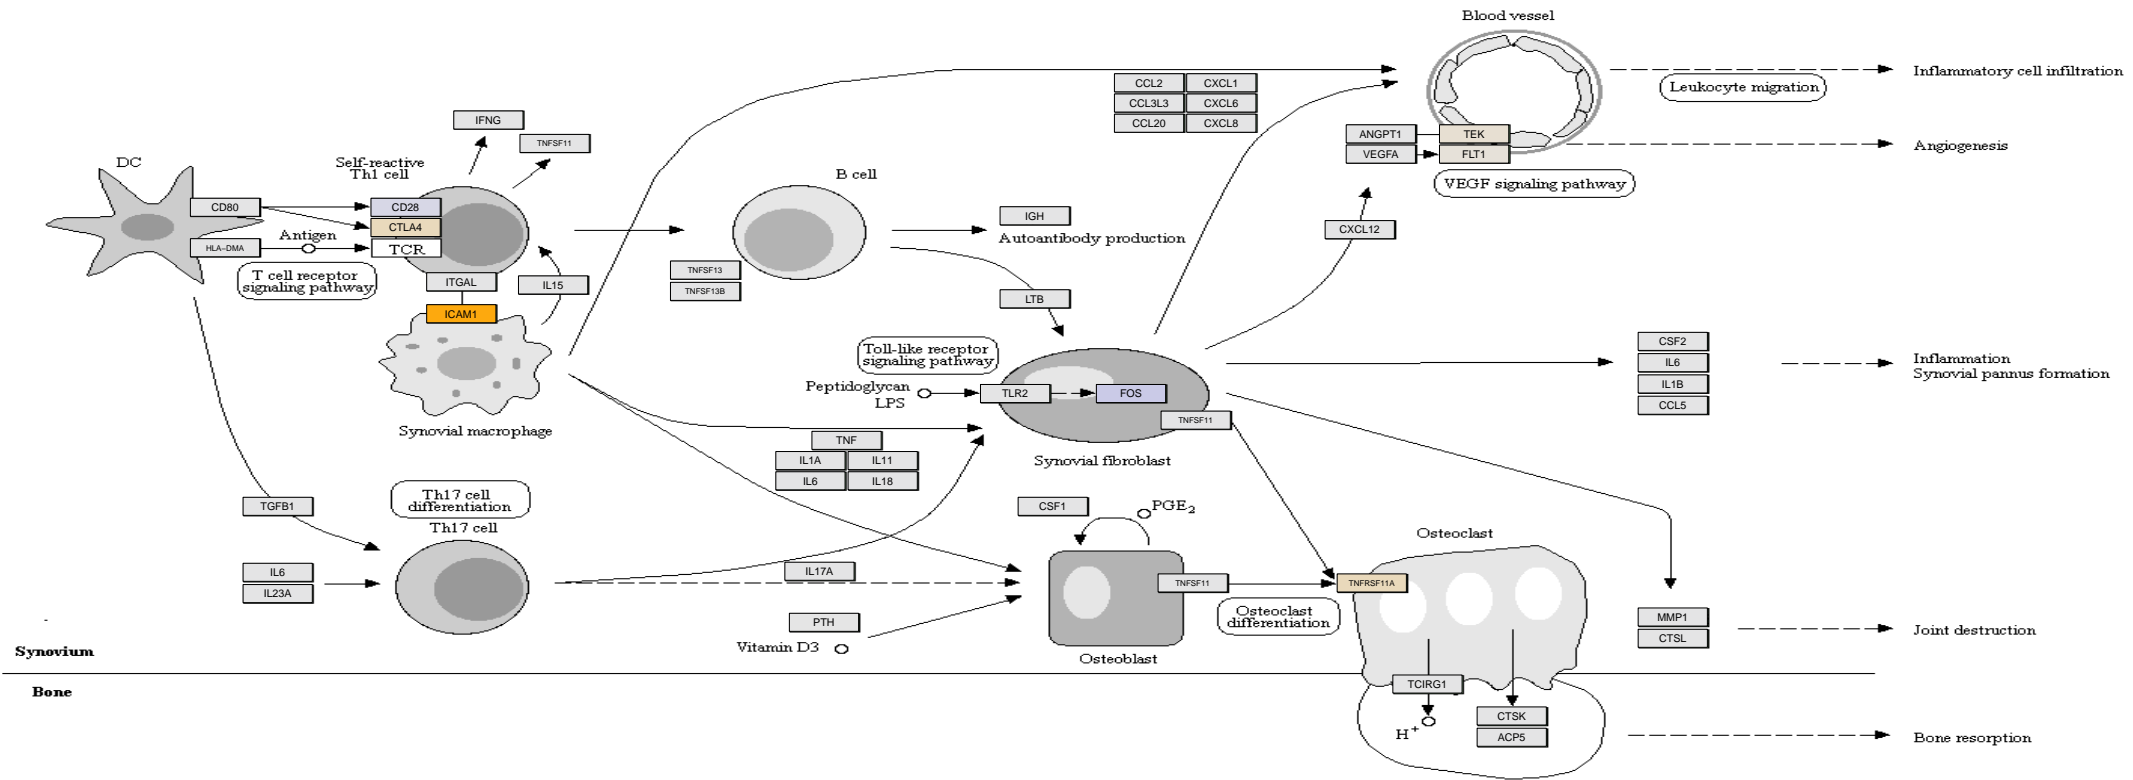 Blood vessel
CCL2
CXCL1
CCL3L3
CXCL6
CCL20
CXCL8
Inflammatory cell infiltration
Leukocyte migration
IFNG
TNFSF11
ANGPT1
TEK
VEGFA
FLT1
Angiogenesis
VEGF signaling pathway
DC
Self-reactive
Th1 cell
B cell
CD80
CD28
CTLA4
Antigen
HLA-DMA
TCR
T cell receptor
signaling pathway
ITGAL
IL15
ICAM1
Synovial macrophage
TNFSF13
TNFSF13B
IGH
Autoantibody production
CXCL12
LTB
Toll-like receptor
signaling pathway
Peptidoglycan
LPS
TLR2
FOS
TNFSF11
Synovial fibroblast
CSF2
IL6
IL1B
CCL5
Inflammation
Synovial pannus formation
TNF
IL1A
IL11
IL6
IL18
TGFB1
Th17 cell
differentiation
Th17 cell
IL6
IL23A
IL17A
PTH
Vitamin D3
CSF1
PGE2
TNFSF11
Osteoblast
Osteoclast
TNFRSF11A
Osteoclast
differentiation
MMP1
CTSL
Joint destruction
Synovium
Bone
TCIRG1
H+
CTSK
ACP5
Bone resorption